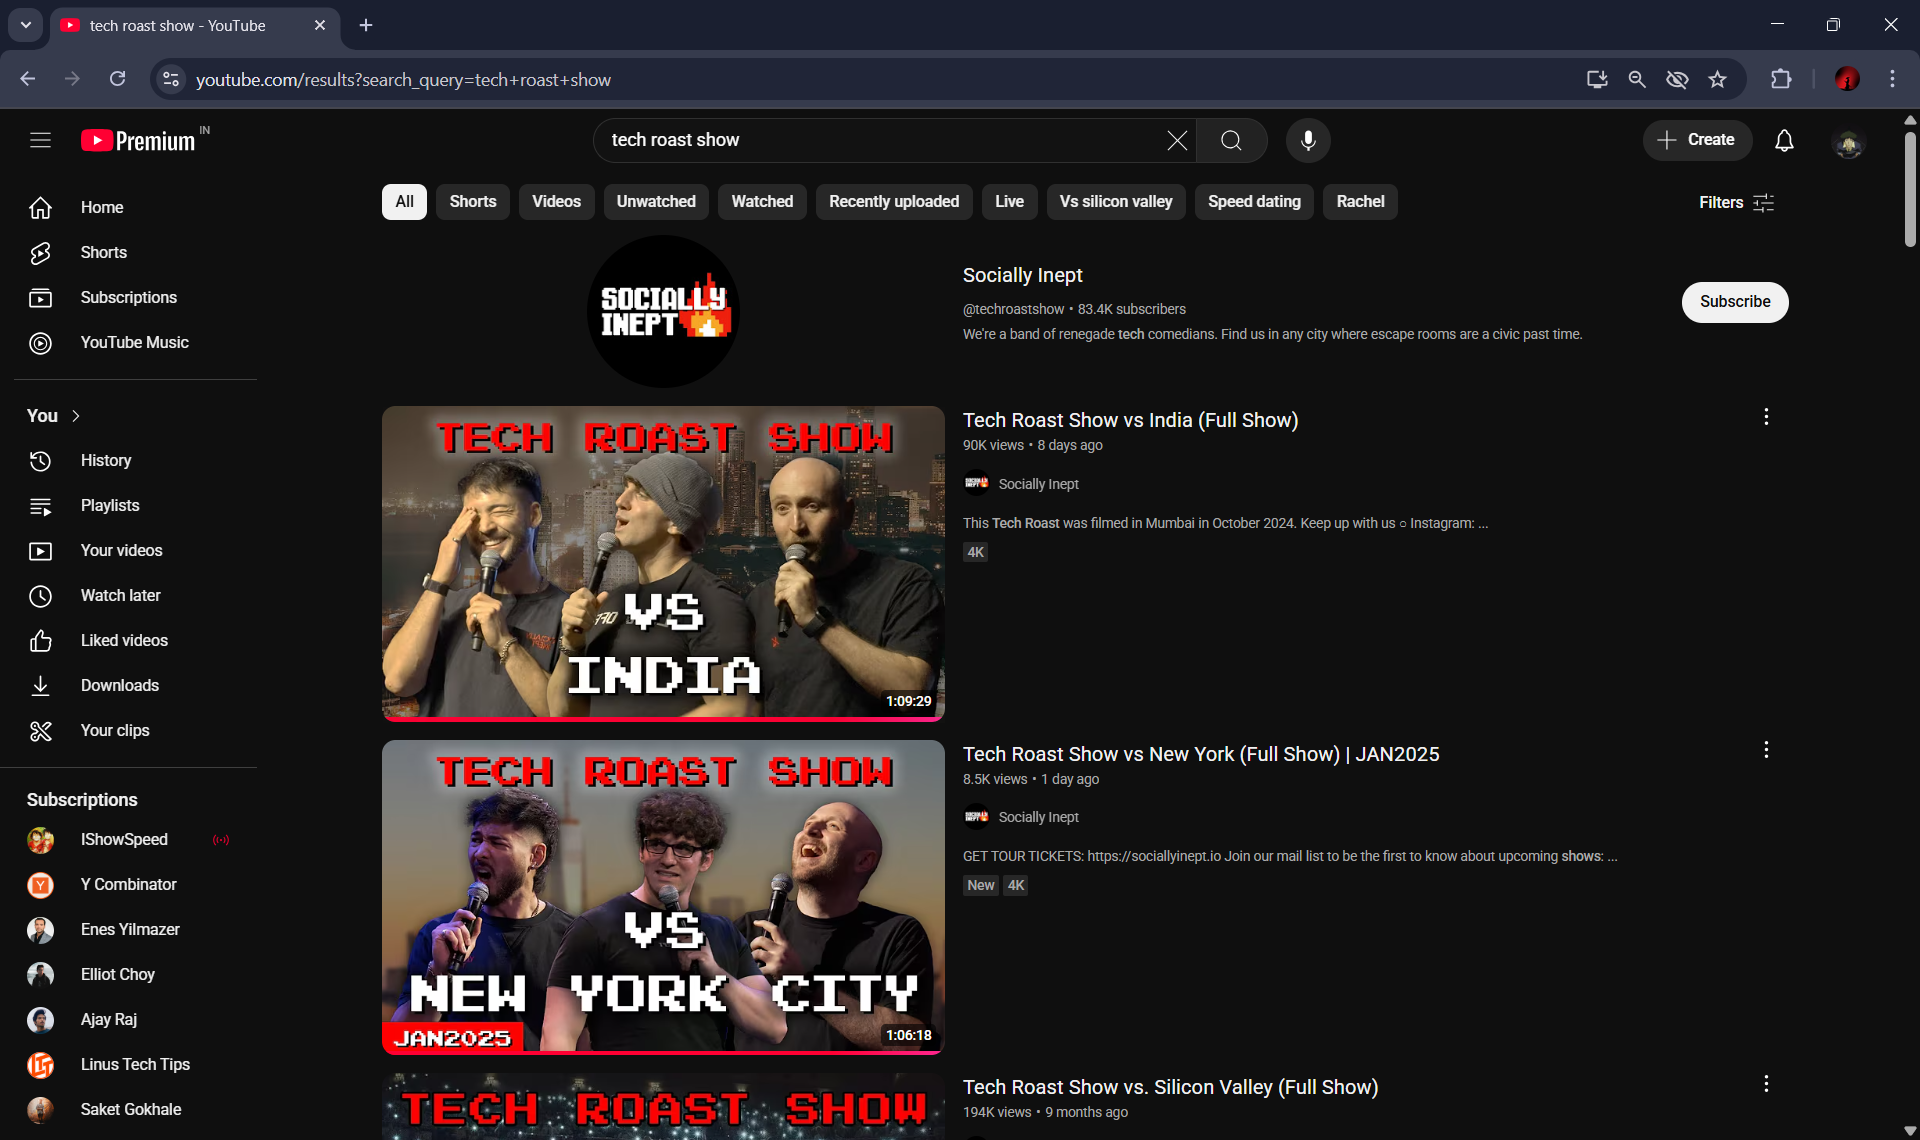 tech roast show - YouTube
youtube.com/results?search_query=tech+roast+show
Premium IN
tech roast show
Create
Home
Shorts
Subscriptions
YouTube Music
You
History
Playlists
Your videos
Watch later
Liked videos
Downloads
Your clips
Subscriptions
IShowSpeed
Y Combinator
Enes Yilmazer
Elliot Choy
Ajay Raj
Linus Tech Tips
Saket Gokhale
All
Shorts
Videos
Unwatched
Watched
Recently uploaded
Live
Vs silicon valley
Speed dating
Rachel
Filters
SOCIALLY
INEPT
Socially Inept
@techroastshow • 83.4K subscribers
We're a band of renegade tech comedians. Find us in any city where escape rooms are a civic past time.
Subscribe
TECH ROAST SHOW
VS
INDIA
1:09:29
Tech Roast Show vs India (Full Show)
90K views • 8 days ago
Socially Inept
This Tech Roast was filmed in Mumbai in October 2024. Keep up with us ○ Instagram: ...
4K
TECH ROAST SHOW
VS
NEW YORK CITY
JAN2025
1:06:18
Tech Roast Show vs New York (Full Show) | JAN2025
8.5K views • 1 day ago
Socially Inept
GET TOUR TICKETS: https://sociallyinept.io Join our mail list to be the first to know about upcoming shows: ...
New 4K
TECH ROAST SHOW
Tech Roast Show vs. Silicon Valley (Full Show)
194K views • 9 months ago